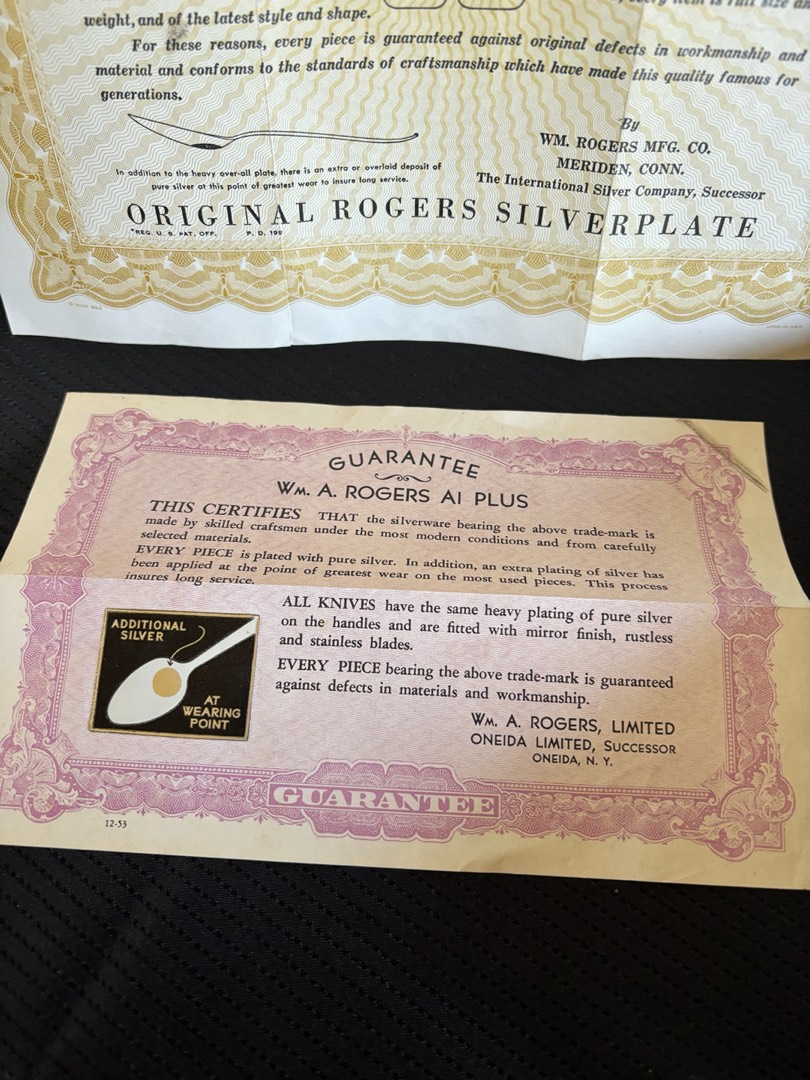 every item is full size an
weight, and of the latest style and shape.
For these reasons, every piece is guaranteed against original defects in workmanship and
material and conforms to the standards of craftsmanship which have made this quality famous for
generations.
By
WM. ROGERS MFG. CO.
MERIDEN, CONN.
The International Silver Company, Successor
In addition to the heavy over-all plate, there is an extra or overlaid deposit of
pure silver at this point of greatest wear to insure long service.
ORIGINAL ROGERS SILVERPLATE
*REG. U. S. PAT. OFF. P. D. 199
GUARANTEE
WM. A. ROGERS A1 PLUS
THIS CERTIFIES THAT the silverware bearing the above trade-mark is
made by skilled craftsmen under the most modern conditions and from carefully
selected materials.
EVERY PIECE is plated with pure silver. In addition, an extra plating of silver has
been applied at the point of greatest wear on the most used pieces. This process
insures long service.
ADDITIONAL
SILVER
AT
WEARING
POINT
ALL KNIVES have the same heavy plating of pure silver
on the handles and are fitted with mirror finish, rustless
and stainless blades.
EVERY PIECE bearing the above trade-mark is guaranteed
against defects in materials and workmanship.
WM. A. ROGERS, LIMITED
ONEIDA LIMITED, SUCCESSOR
ONEIDA, N. Y.
GUARANTEE
12-53